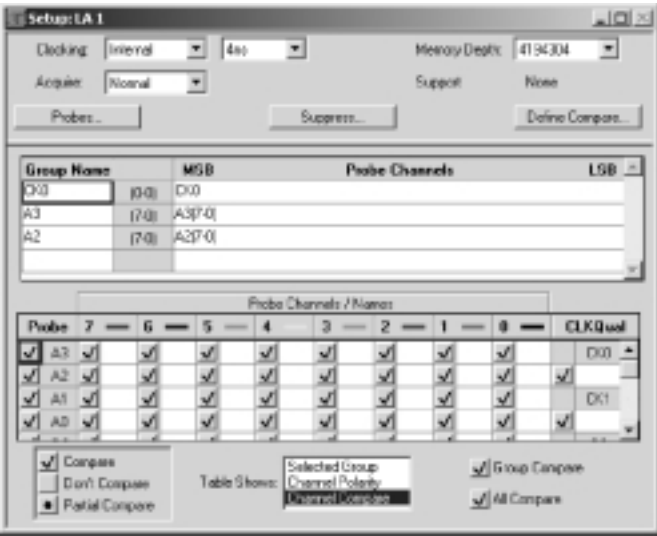 Setup: LA 1
Clocking: Internal 4ns Memory Depth: 4194304
Acquire: Normal Support: None
Probes... Suppress... Define Compare...
Group Name MSB Probe Channels LSB
CK0 (0-0) CK0
A3 (7-0) A3(7-0)
A2 (7-0) A2(7-0)
Probe Channels / Names
Probe 7 6 5 4 3 2 1 0 CLKQual
A3 CK0
A2
A1 CK1
A0
Compare
Don't Compare
Partial Compare
Table Shows:
Selected Group
Channel Polarity
Channel Compare
Group Compare
All Compare